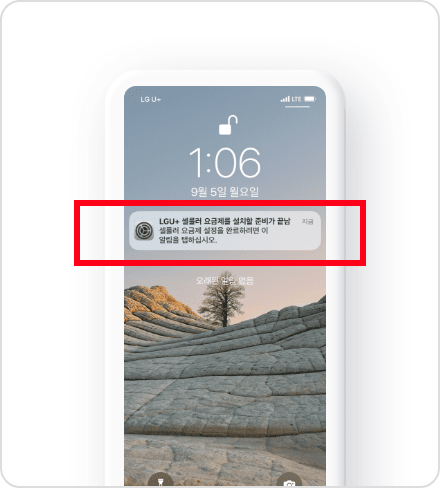 LG U+ LTE
1:06
9월 5일 월요일
LGU+ 셀룰러 요금제를 설치할 준비가 끝남 지금
셀룰러 요금제 설정을 완료하려면 이
알림을 탭하십시오.
오래된 알림 없음